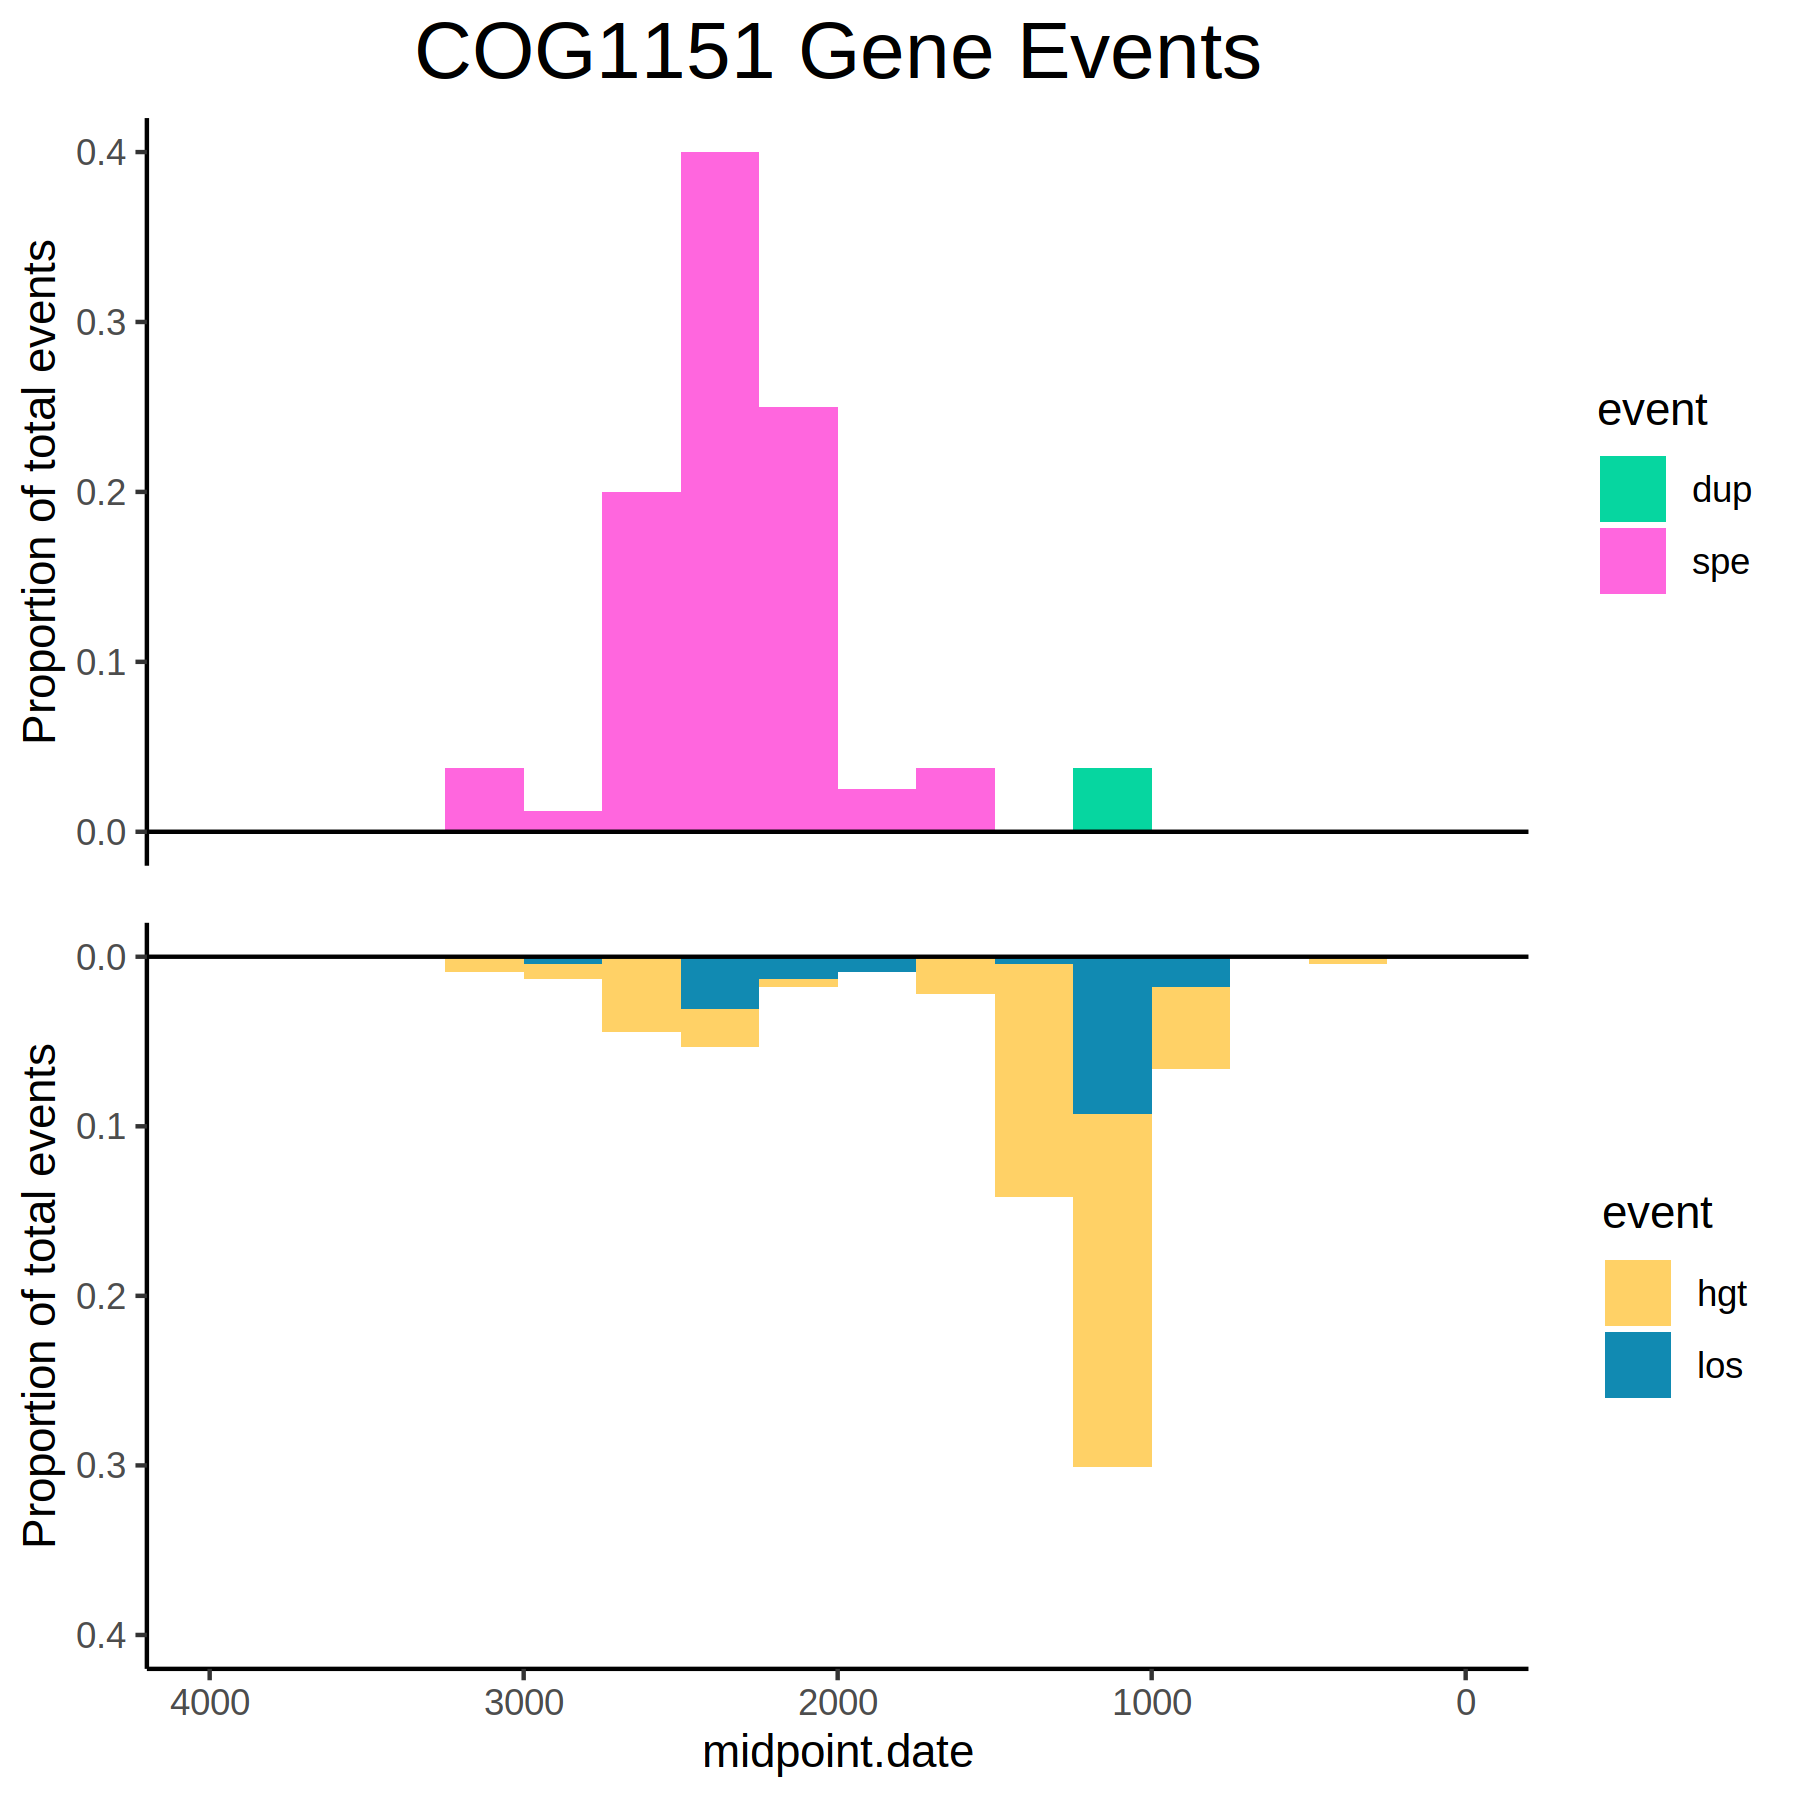 COG1151 Gene Events
Proportion of total events
0.4
0.3
0.2
0.1
0.0
event
dup
spe
Proportion of total events
0.0
0.1
0.2
0.3
0.4
event
hgt
los
4000 3000 2000 1000 0
midpoint.date